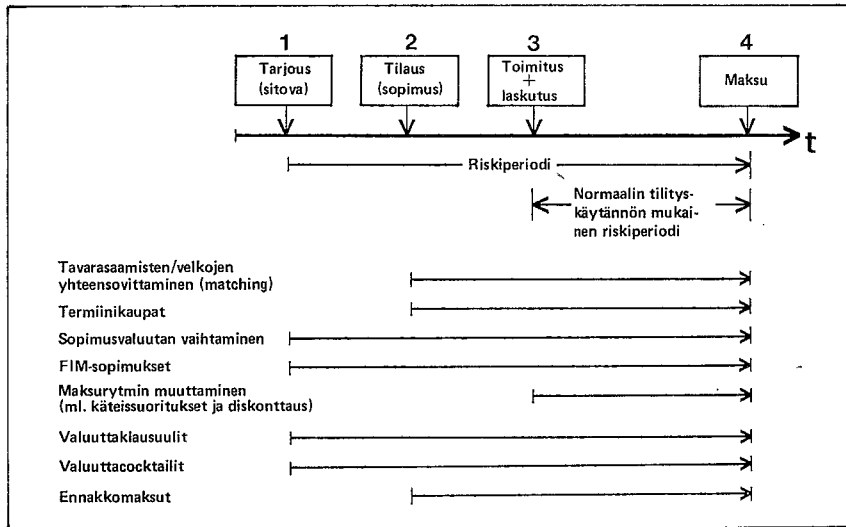 1 2 3 4
Tarjous
(sitova)
Tilaus
(sopimus)
Toimitus
+
laskutus
Maksu
t
Riskiperiodi
Normaalin tilitys-
käytännön mukai-
nen riskiperiodi
Tavarasaamisten/velkojen
yhteensovittaminen (matching)
Termiinikaupat
Sopimusvaluutan vaihtaminen
FIM-sopimukset
Maksurytmin muuttaminen
(ml. käteissuoritukset ja diskonttaus)
Valuuttaklausuulit
Valuuttacocktailit
Ennakkomaksut